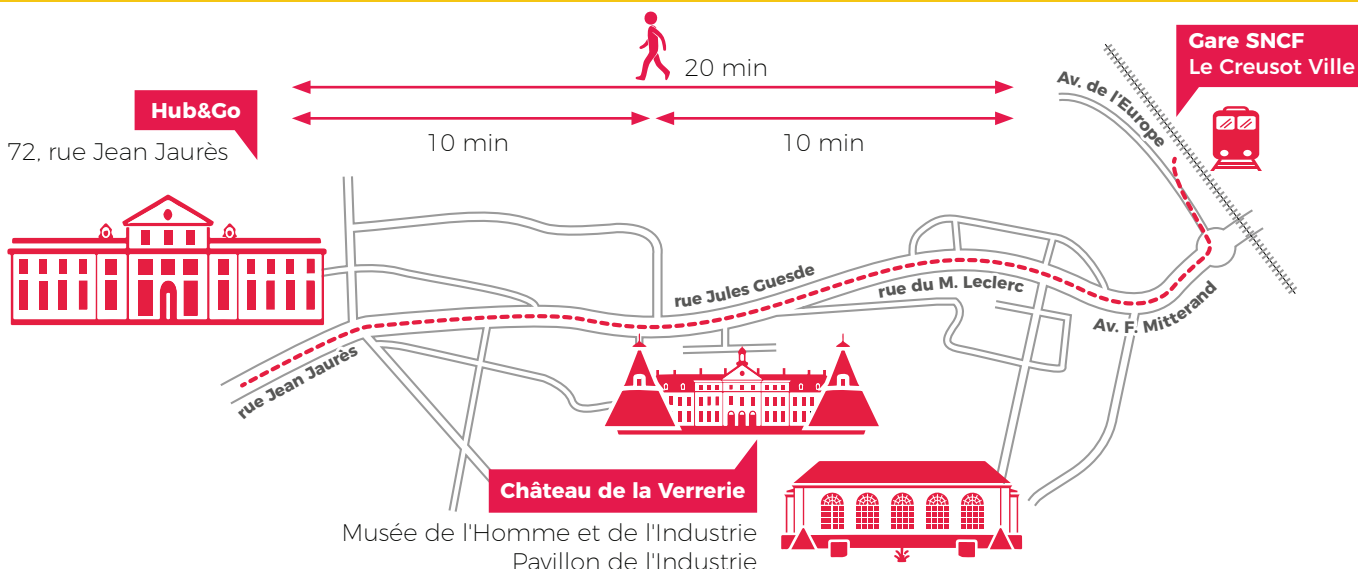 20 min
10 min
10 min
Hub&Go
72, rue Jean Jaurès
Gare SNCF
Le Creusot Ville
Av. de l'Europe
rue Jules Guesde
rue du M. Leclerc
Av. F. Mitterand
rue Jean Jaurès
Château de la Verrerie
Musée de l'Homme et de l'Industrie
Pavillon de l'Industrie